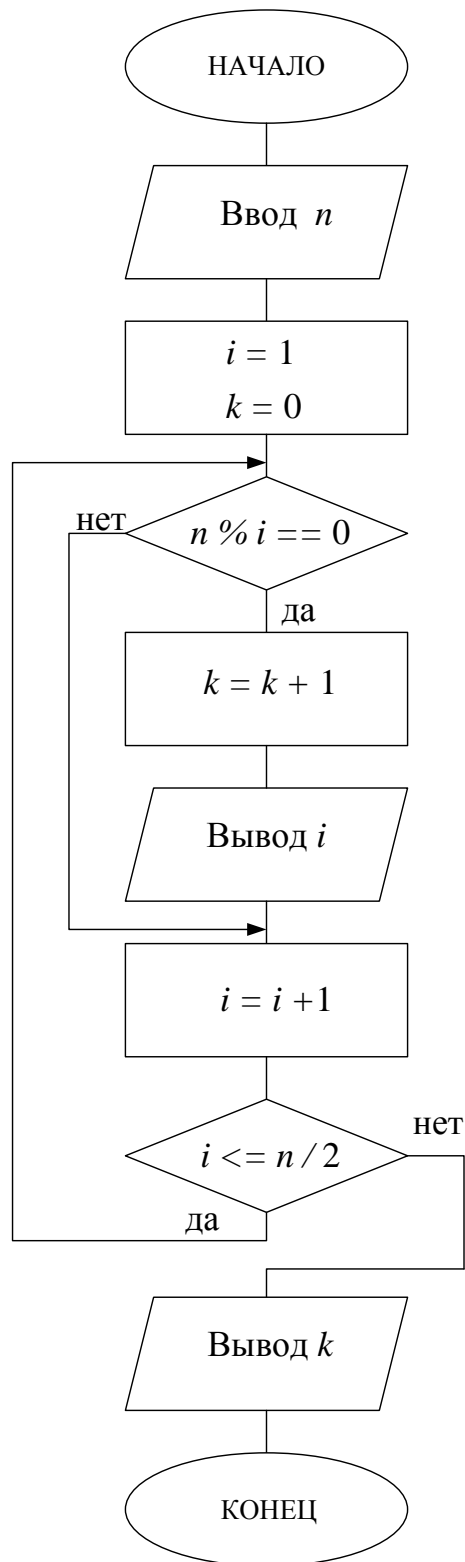 НАЧАЛО
Ввод n
i = 1
k = 0
нет
n % i == 0
да
k = k + 1
Вывод i
i = i +1
нет
i <= n / 2
да
Вывод k
КОНЕЦ